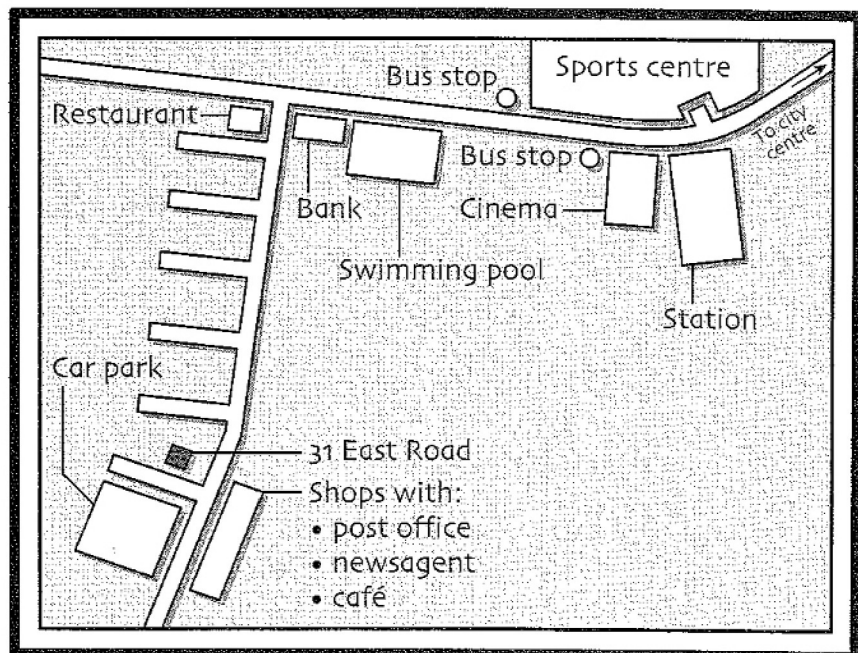 Bus stop
Sports centre
Restaurant
To city
centre
Bus stop
Bank
Cinema
Swimming pool
Station
Car park
31 East Road
Shops with:
• post office
• newsagent
• café